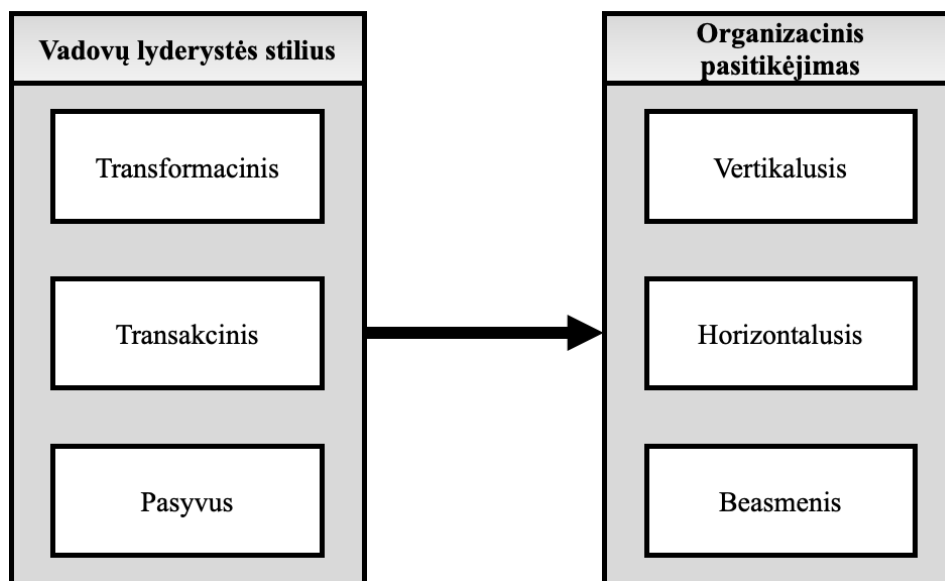 Vadovų lyderystės stilius
Transformacinis
Transakcinis
Pasyvus
Organizacinis
pasitikėjimas
Vertikalusis
Horizontalusis
Beasmenis